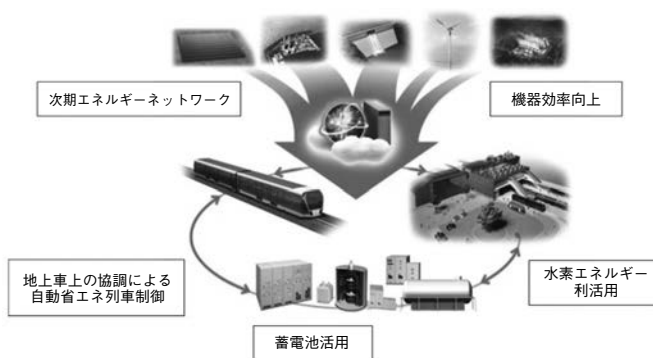 次期エネルギーネットワーク
機器効率向上
地上車上の協調による
自動省エネ列車制御
水素エネルギー
利活用
蓄電池活用